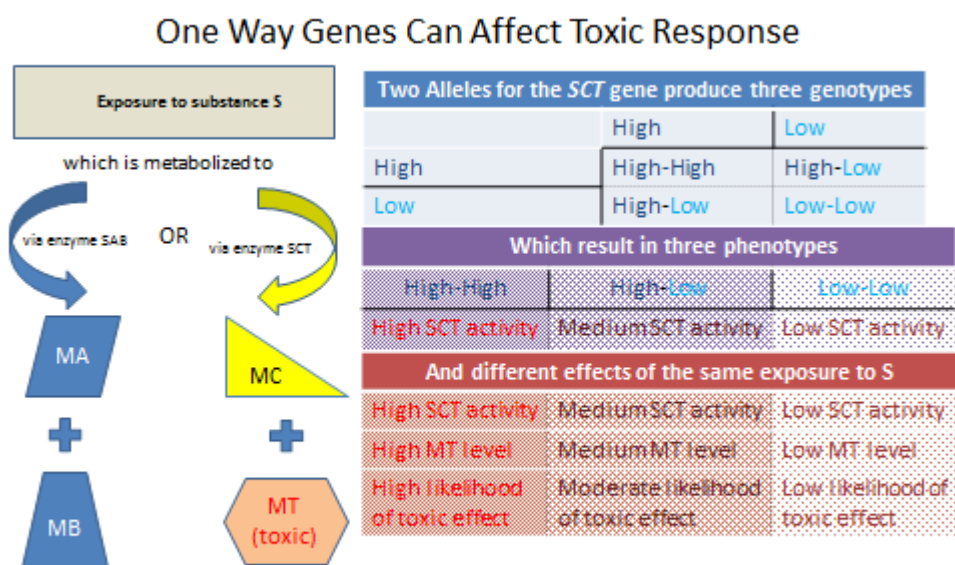 One Way Genes Can Affect Toxic Response
Exposure to substance S
which is metabolized to
via enzyme SAB
OR
via enzyme SCT
MA
MC
MB
MT
(toxic)
Two Alleles for the SCT gene produce three genotypes
High Low
High High-High High-Low
Low High-Low Low-Low
Which result in three phenotypes
High-High High-Low Low-Low
High SCT activity Medium SCT activity Low SCT activity
And different effects of the same exposure to S
High SCT activity Medium SCT activity Low SCT activity
High MT level Medium MT level Low MT level
High likelihood Moderate likelihood Low likelihood of
of toxic effect of toxic effect toxic effect